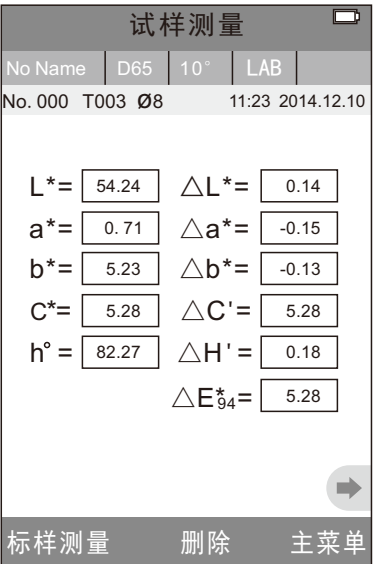 试样测量
No Name D65 10° LAB
No. 000 T003 Ø8 11:23 2014.12.10
L*= 54.24 △L*= 0.14
a*= 0. 71 △a*= -0.15
b*= 5.23 △b*= -0.13
C*= 5.28 △C'= 5.28
h°= 82.27 △H'= 0.18
△E*94= 5.28
标样测量 删除 主菜单